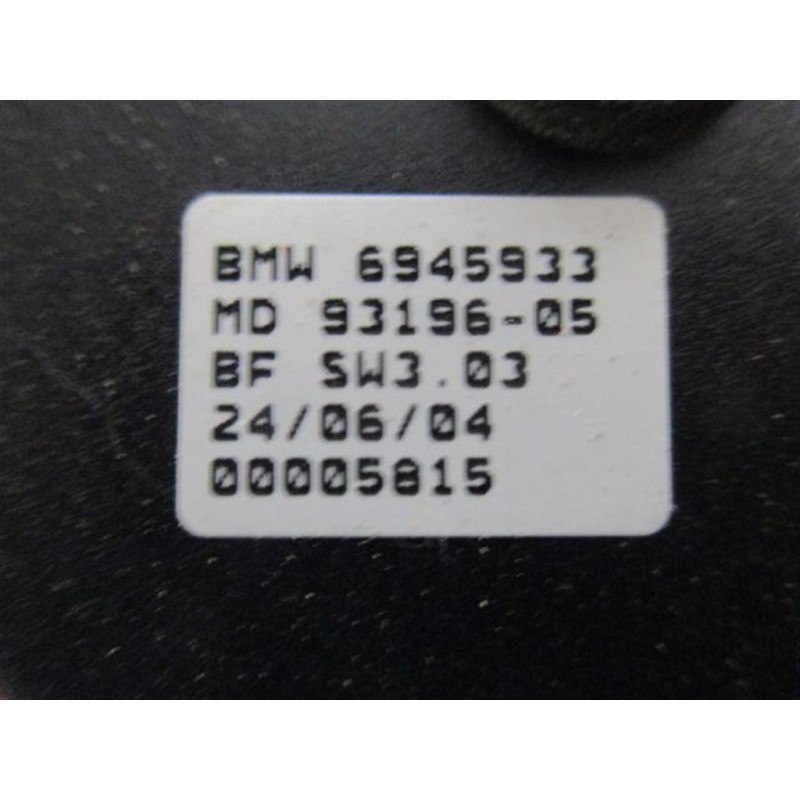 BMW 6945933
MD 93196-05
BF SW3.03
24/06/04
00005815